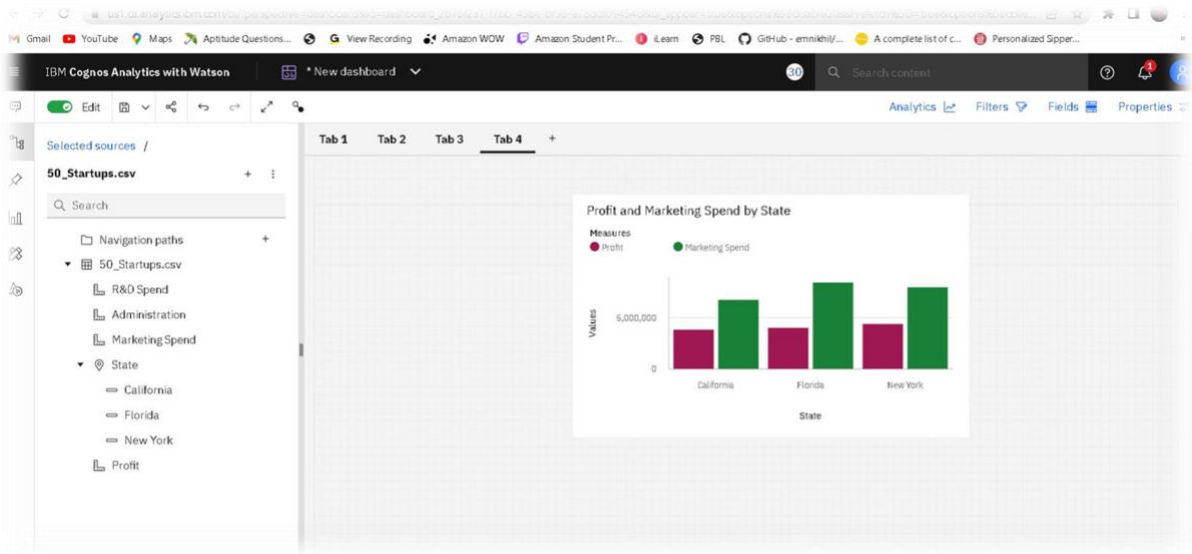 Gmail YouTube Maps Aptitude Questions... View Recording Amazon WOW Amazon Student Pr... iLearn PBL GitHub - emnikhil/... A complete list of c... Personalized Sipper...
IBM Cognos Analytics with Watson * New dashboard 30 Search content 1
Edit Analytics Filters Fields Properties
Selected sources / Tab 1 Tab 2 Tab 3 Tab 4 +
50_Startups.csv +
Search
Navigation paths +
50_Startups.csv
R&D Spend
Administration
Marketing Spend
State
California
Florida
New York
Profit
Profit and Marketing Spend by State
Measures
Profit Marketing Spend
Values
5,000,000
0
California Florida New York
State